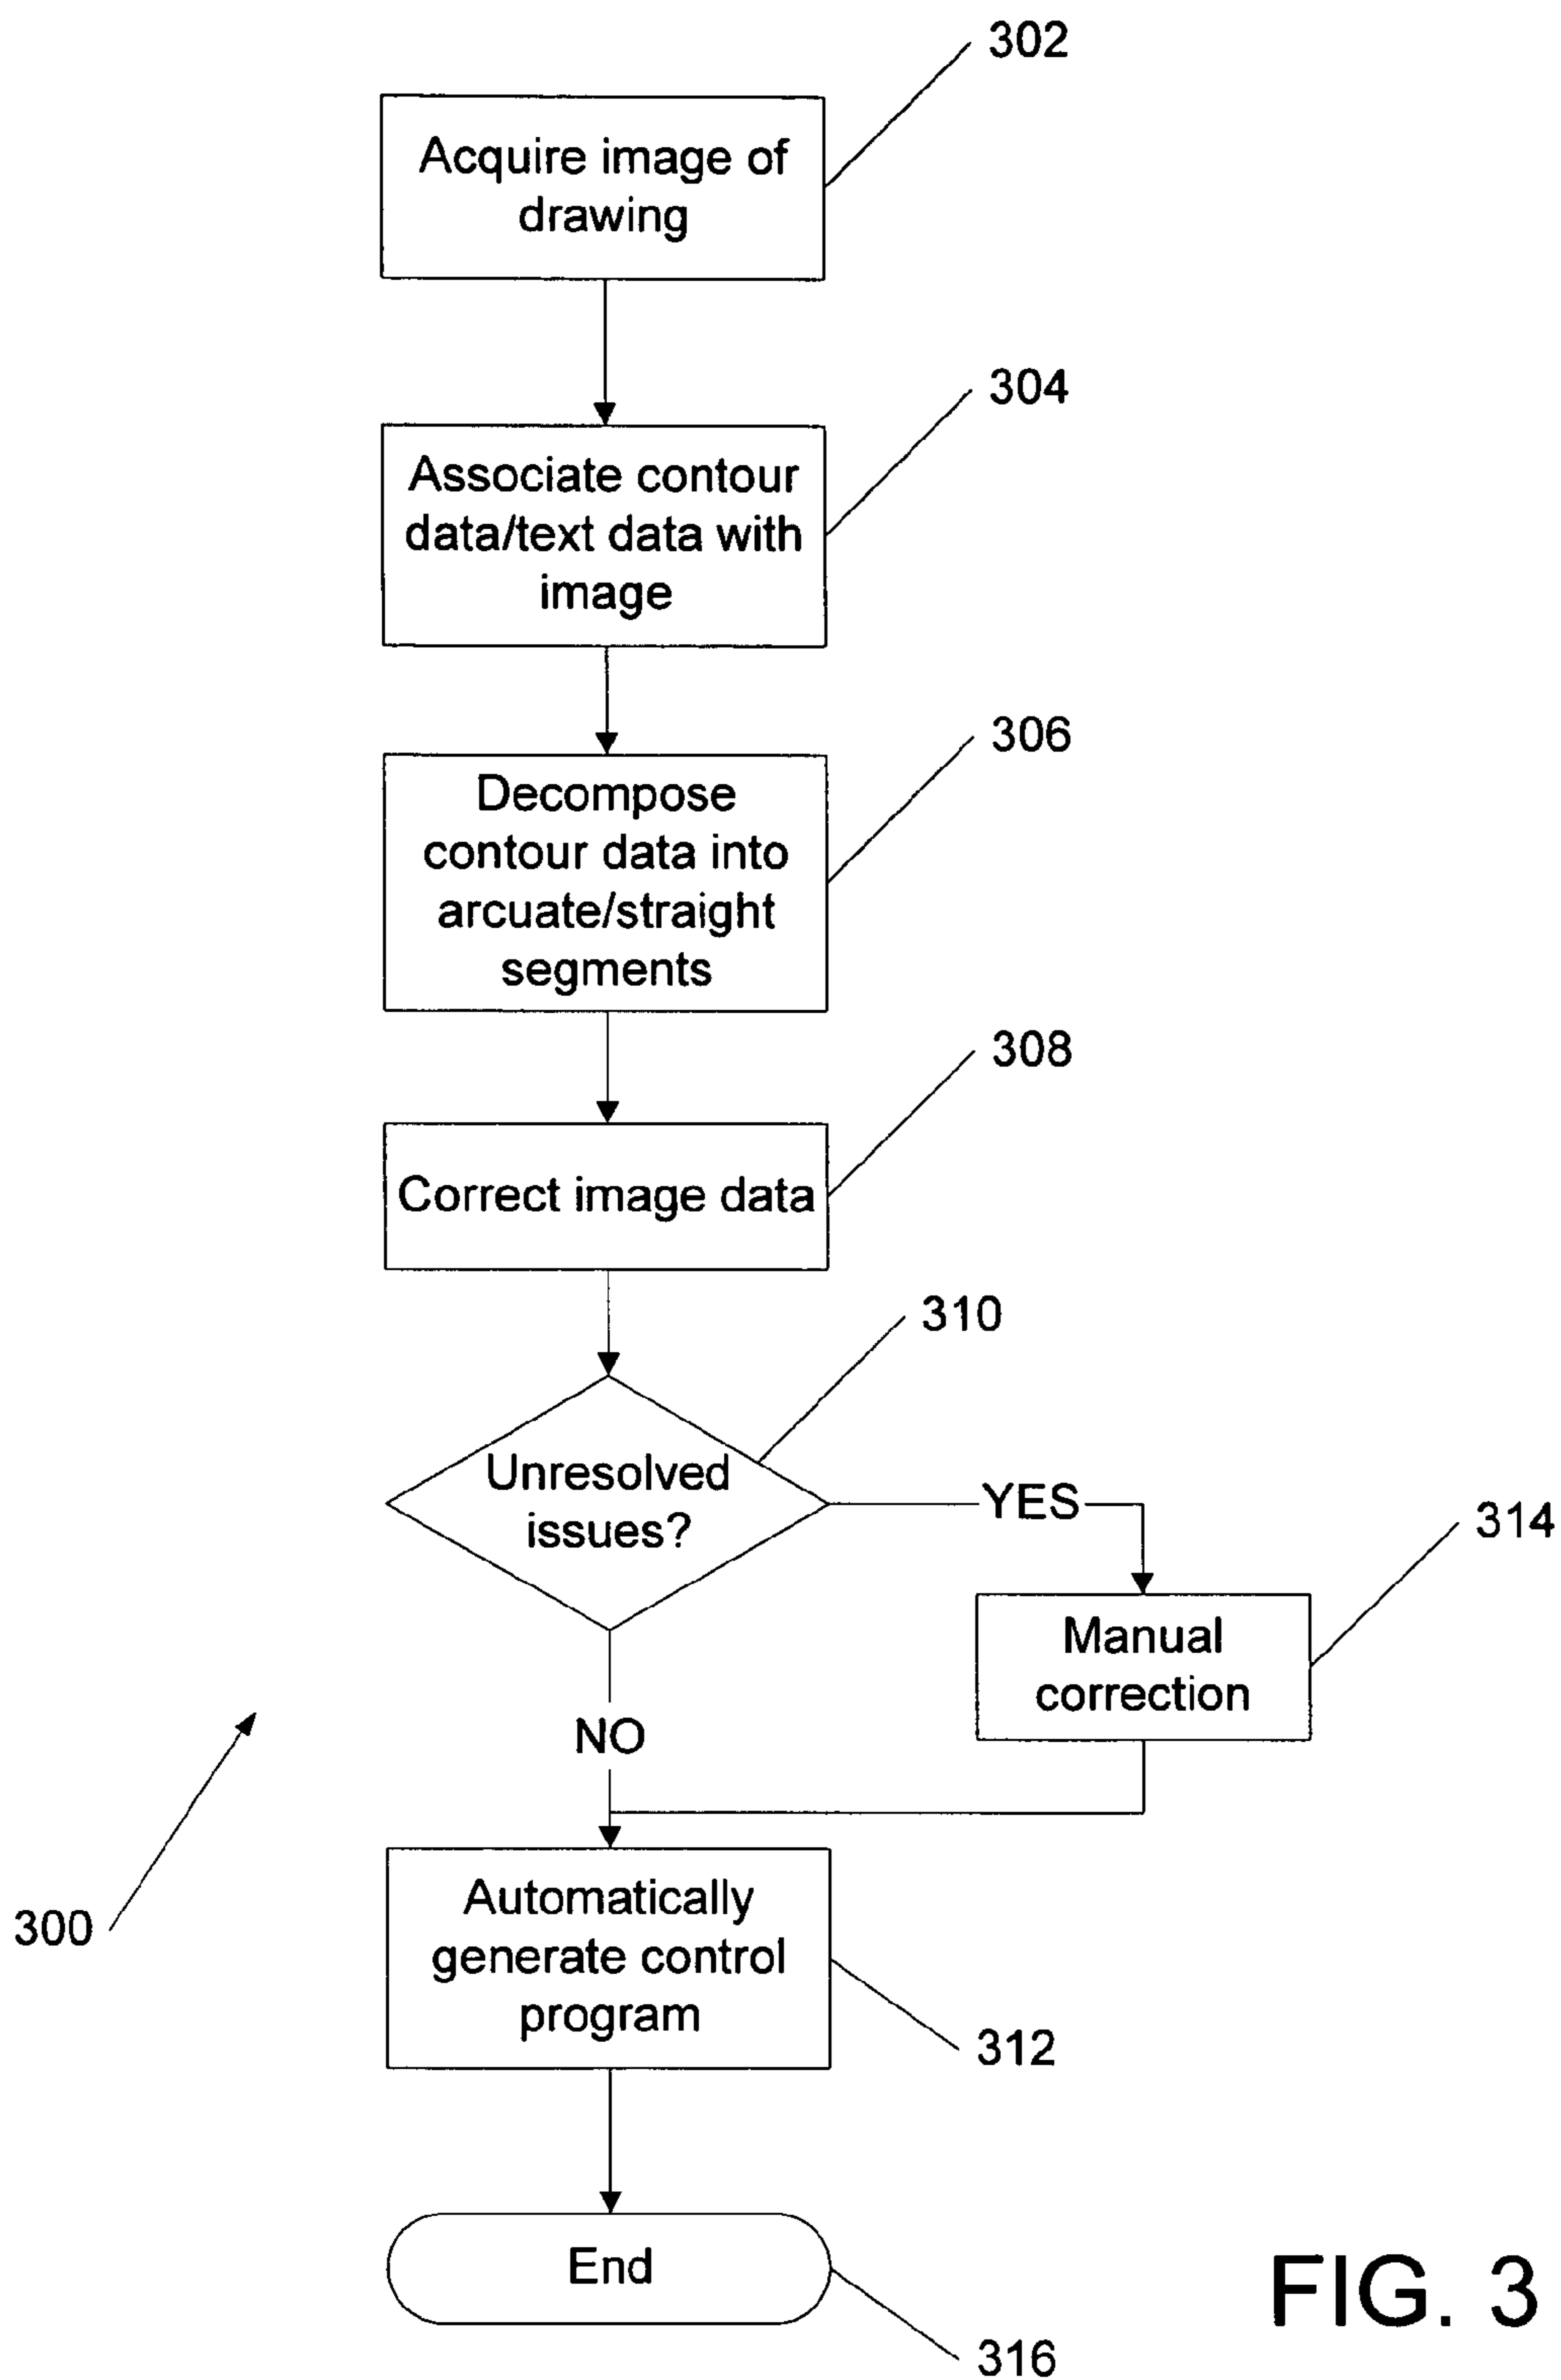 302
Acquire image of
drawing
304
Associate contour
data/text data with
image
306
Decompose
contour data into
arcuate/straight
segments
308
Correct image data
310
Unresolved
issues?
YES
314
Manual
correction
NO
300
Automatically
generate control
program
312
End
316
FIG. 3